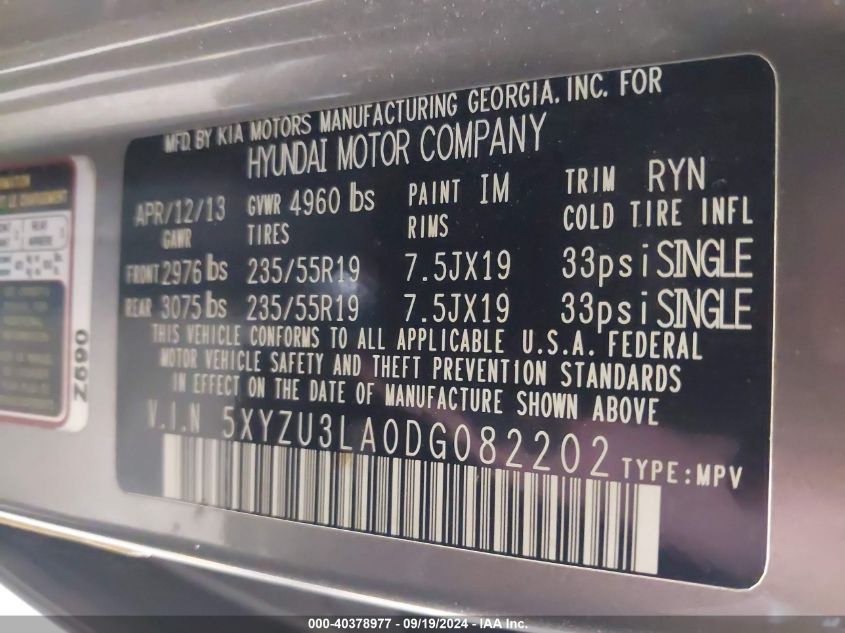 MFD. BY KIA MOTORS MANUFACTURING GEORGIA. INC. FOR
HYUNDAI MOTOR COMPANY
APR/12/13 GVWR 4960 lbs PAINT IM TRIM RYN
GAWR TIRES RIMS COLD TIRE INFL
FRONT 2976 lbs 235/55R19 7.5JX19 33psi SINGLE
REAR 3075 lbs 235/55R19 7.5JX19 33psi SINGLE
THIS VEHICLE CONFORMS TO ALL APPLICABLE U.S.A. FEDERAL
MOTOR VEHICLE SAFETY AND THEFT PREVENTION STANDARDS
IN EFFECT ON THE DATE OF MANUFACTURE SHOWN ABOVE
V.I.N 5XYZU3LA0DG082202 TYPE:MPV
000-40378977 - 09/19/2024 - IAA Inc.